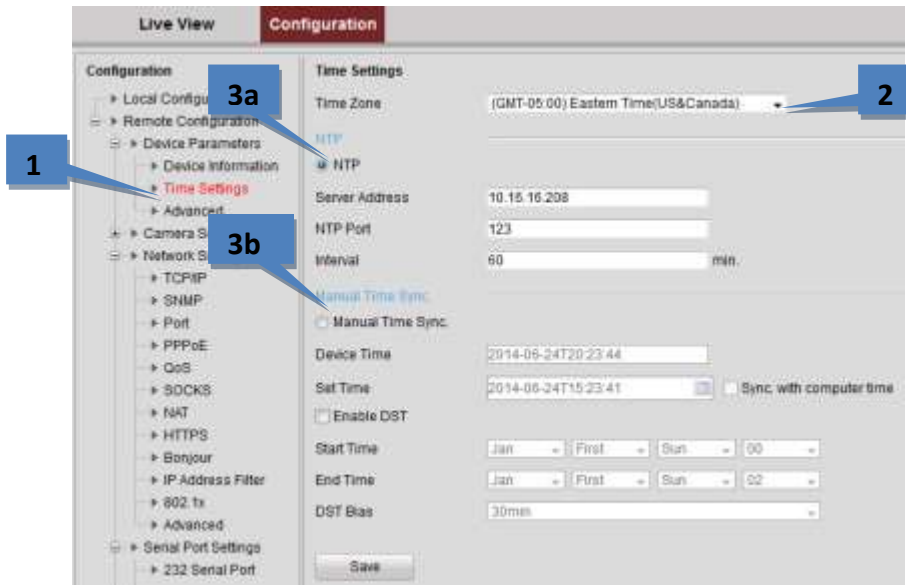 Live View
Configuration
Configuration
Local Configu
Remote Configuration
Device Parameters
Device Information
Time Settings
Advanced
Camera S
Network S
TCP/IP
SNMP
Port
PPPoE
QoS
SOCKS
NAT
HTTPS
Bonjour
IP Address Filter
802.1x
Advanced
Serial Port Settings
232 Serial Port
1
3a
3b
2
Time Settings
Time Zone (GMT-05:00) Eastern Time(US&Canada)
NTP
NTP
Server Address 10.15.16.208
NTP Port 123
Interval 60 min.
Manual Time Sync.
Manual Time Sync.
Device Time 2014-06-24T20:23:44
Set Time 2014-06-24T15:23:41 Sync. with computer time
Enable DST
Start Time Jan First Sun 00
End Time Jan First Sun 02
DST Bias 30min
Save